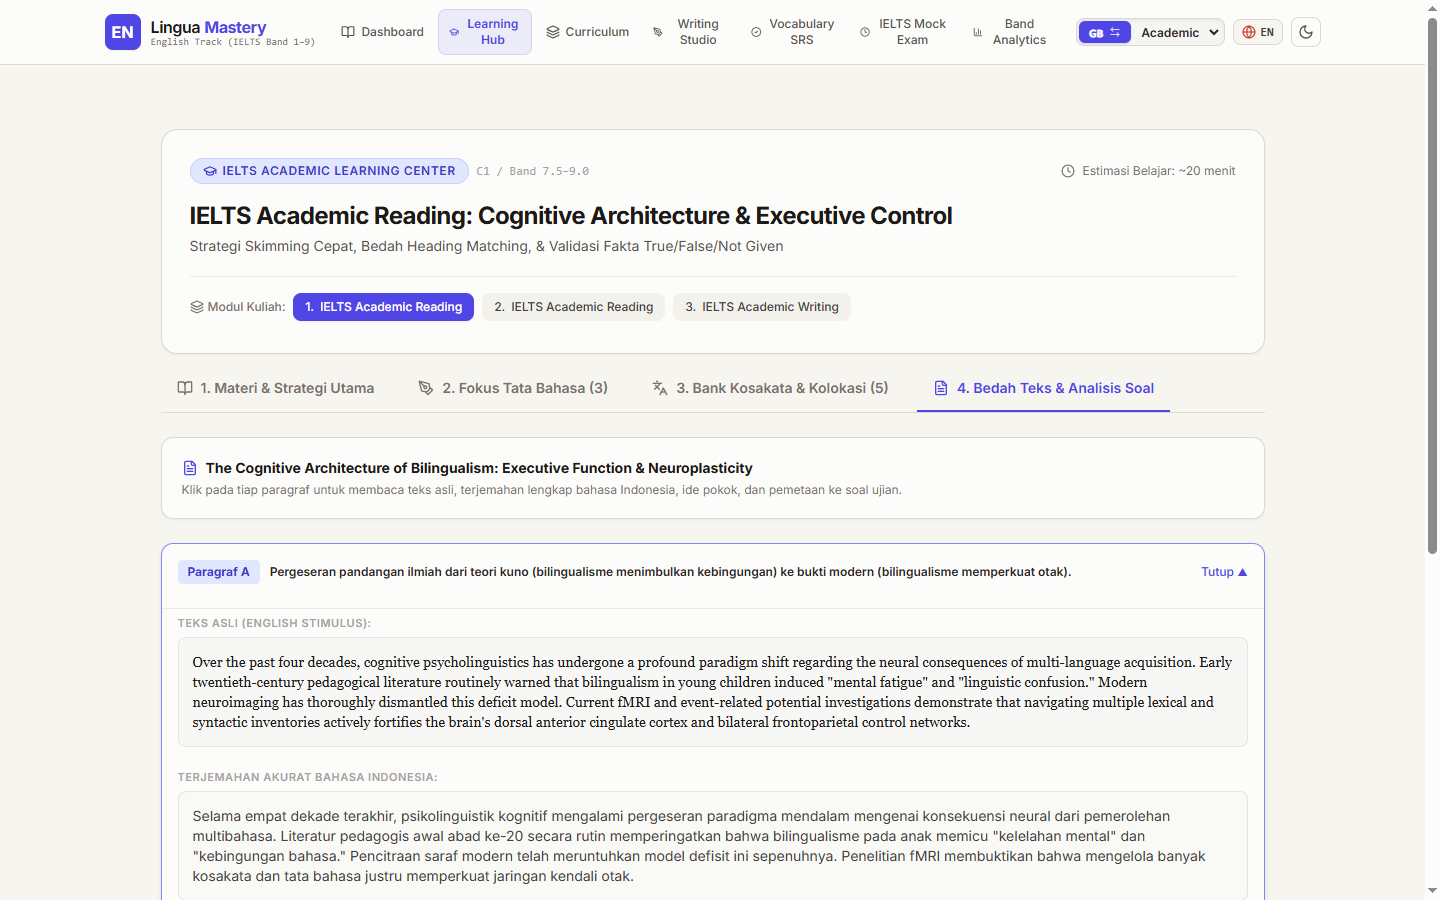 EN
Lingua Mastery
English Track (IELTS Band 1–9)
Dashboard
Learning
Hub
Curriculum
Writing
Studio
Vocabulary
SRS
IELTS Mock
Exam
Band
Analytics
GB
Academic
EN
IELTS ACADEMIC LEARNING CENTER
C1 / Band 7.5–9.0
Estimasi Belajar: ~20 menit
IELTS Academic Reading: Cognitive Architecture & Executive Control
Strategi Skimming Cepat, Bedah Heading Matching, & Validasi Fakta True/False/Not Given
Modul Kuliah:
1. IELTS Academic Reading
2. IELTS Academic Reading
3. IELTS Academic Writing
1. Materi & Strategi Utama
2. Fokus Tata Bahasa (3)
3. Bank Kosakata & Kolokasi (5)
4. Bedah Teks & Analisis Soal
The Cognitive Architecture of Bilingualism: Executive Function & Neuroplasticity
Klik pada tiap paragraf untuk membaca teks asli, terjemahan lengkap bahasa Indonesia, ide pokok, dan pemetaan ke soal ujian.
Paragraf A
Pergeseran pandangan ilmiah dari teori kuno (bilingualisme menimbulkan kebingungan) ke bukti modern (bilingualisme memperkuat otak).
Tutup ▲
TEKS ASLI (ENGLISH STIMULUS):
Over the past four decades, cognitive psycholinguistics has undergone a profound paradigm shift regarding the neural consequences of multi-language acquisition. Early
twentieth-century pedagogical literature routinely warned that bilingualism in young children induced "mental fatigue" and "linguistic confusion." Modern
neuroimaging has thoroughly dismantled this deficit model. Current fMRI and event-related potential investigations demonstrate that navigating multiple lexical and
syntactic inventories actively fortifies the brain's dorsal anterior cingulate cortex and bilateral frontoparietal control networks.
TERJEMAHAN AKURAT BAHASA INDONESIA:
Selama empat dekade terakhir, psikolinguistik kognitif mengalami pergeseran paradigma mendalam mengenai konsekuensi neural dari pemerolehan
multibahasa. Literatur pedagogis awal abad ke-20 secara rutin memperingatkan bahwa bilingualisme pada anak memicu "kelelahan mental" dan
"kebingungan bahasa." Pencitraan saraf modern telah meruntuhkan model defisit ini sepenuhnya. Penelitian fMRI membuktikan bahwa mengelola banyak
kosakata dan tata bahasa justru memperkuat jaringan kendali otak.